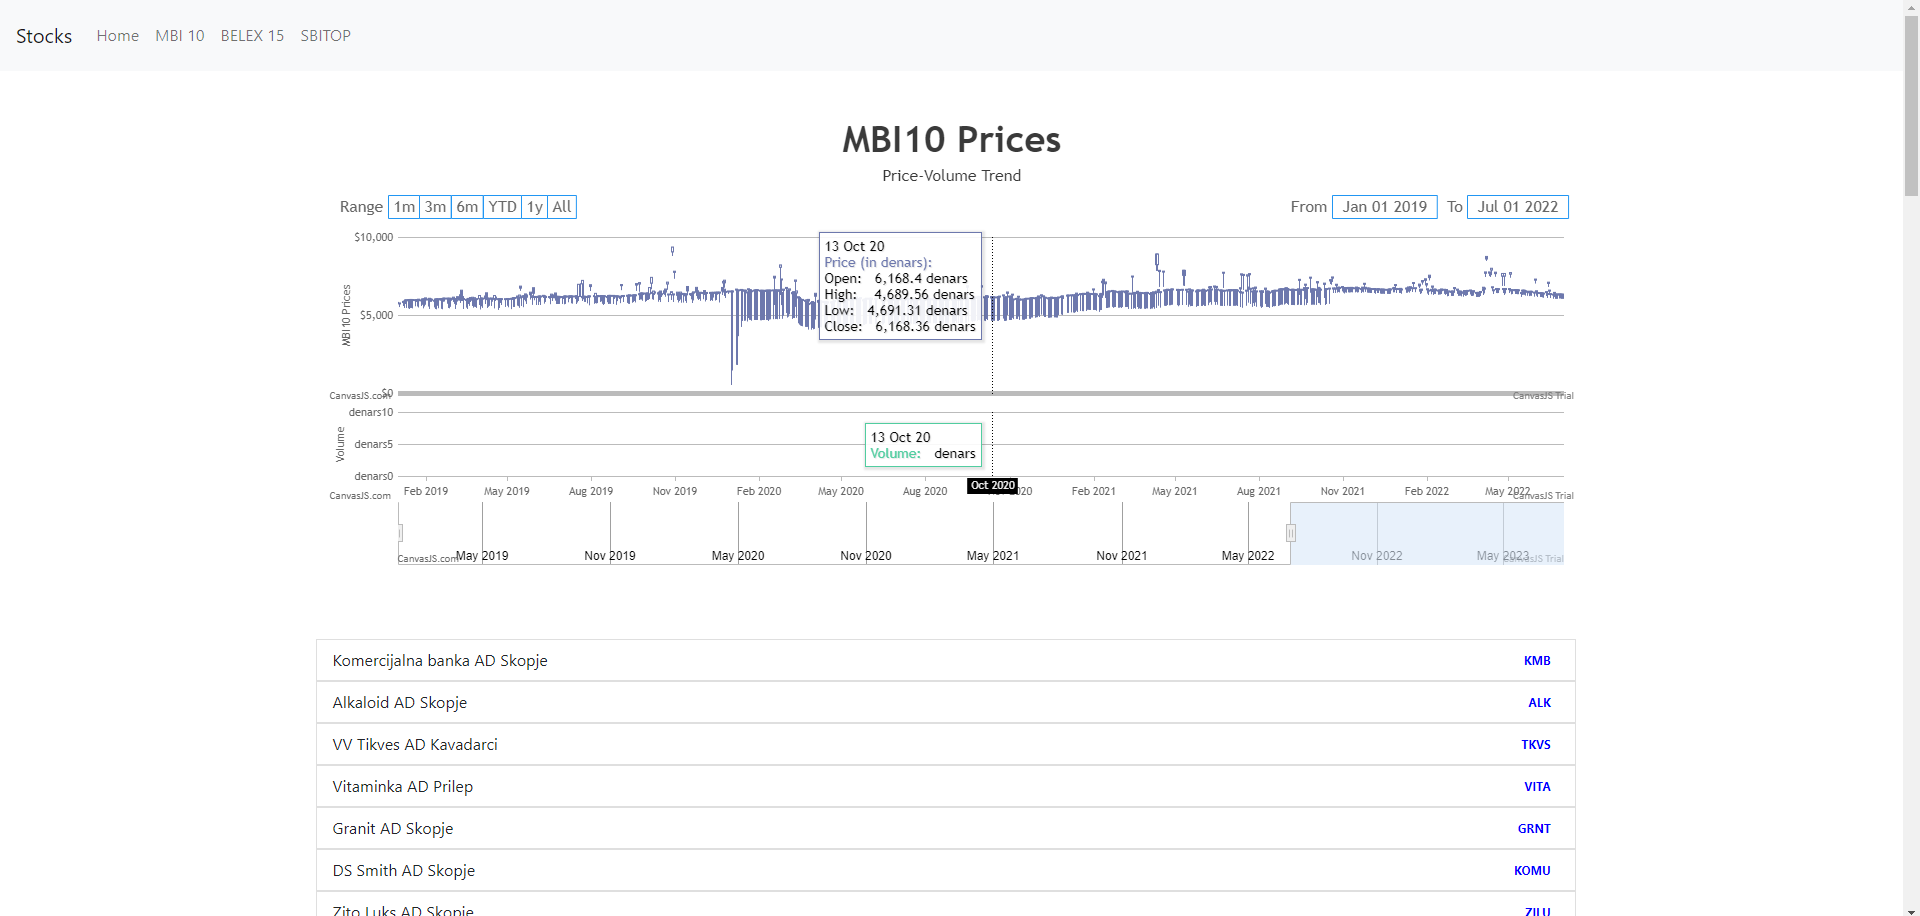 Stocks Home MBI 10 BELEX 15 SBITOP
MBI10 Prices
Price-Volume Trend
Range 1m 3m 6m YTD 1y All From Jan 01 2019 To Jul 01 2022
$10,000
$5,000
$0
MBI10 Prices
13 Oct 20
Price (in denars):
Open: 6,168.4 denars
High: 4,689.56 denars
Low: 4,691.31 denars
Close: 6,168.36 denars
CanvasJS.com CanvasJS Trial
denars10
denars5
denars0
Volume
13 Oct 20
Volume: denars
Feb 2019 May 2019 Aug 2019 Nov 2019 Feb 2020 May 2020 Aug 2020 Oct 2020 Feb 2021 May 2021 Aug 2021 Nov 2021 Feb 2022 May 2022
CanvasJS.com CanvasJS Trial
May 2019 Nov 2019 May 2020 Nov 2020 May 2021 Nov 2021 May 2022 Nov 2022 May 2023
CanvasJS.com CanvasJS Trial
Komercijalna banka AD Skopje KMB
Alkaloid AD Skopje ALK
VV Tikves AD Kavadarci TKVS
Vitaminka AD Prilep VITA
Granit AD Skopje GRNT
DS Smith AD Skopje KOMU
Zito Luks AD Skopje ZILU